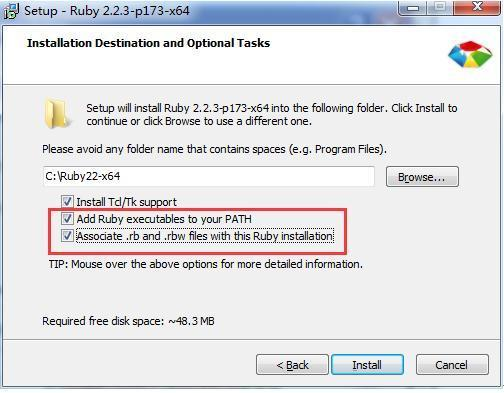 Setup - Ruby 2.2.3-p173-x64
Installation Destination and Optional Tasks
Setup will install Ruby 2.2.3-p173-x64 into the following folder. Click Install to
continue or click Browse to use a different one.
Please avoid any folder name that contains spaces (e.g. Program Files).
C:\Ruby22-x64
Browse...
Install Td/Tk support
Add Ruby executables to your PATH
Associate .rb and .rbw files with this Ruby installation
TIP: Mouse over the above options for more detailed information.
Required free disk space: ~48.3 MB
< Back
Install
Cancel